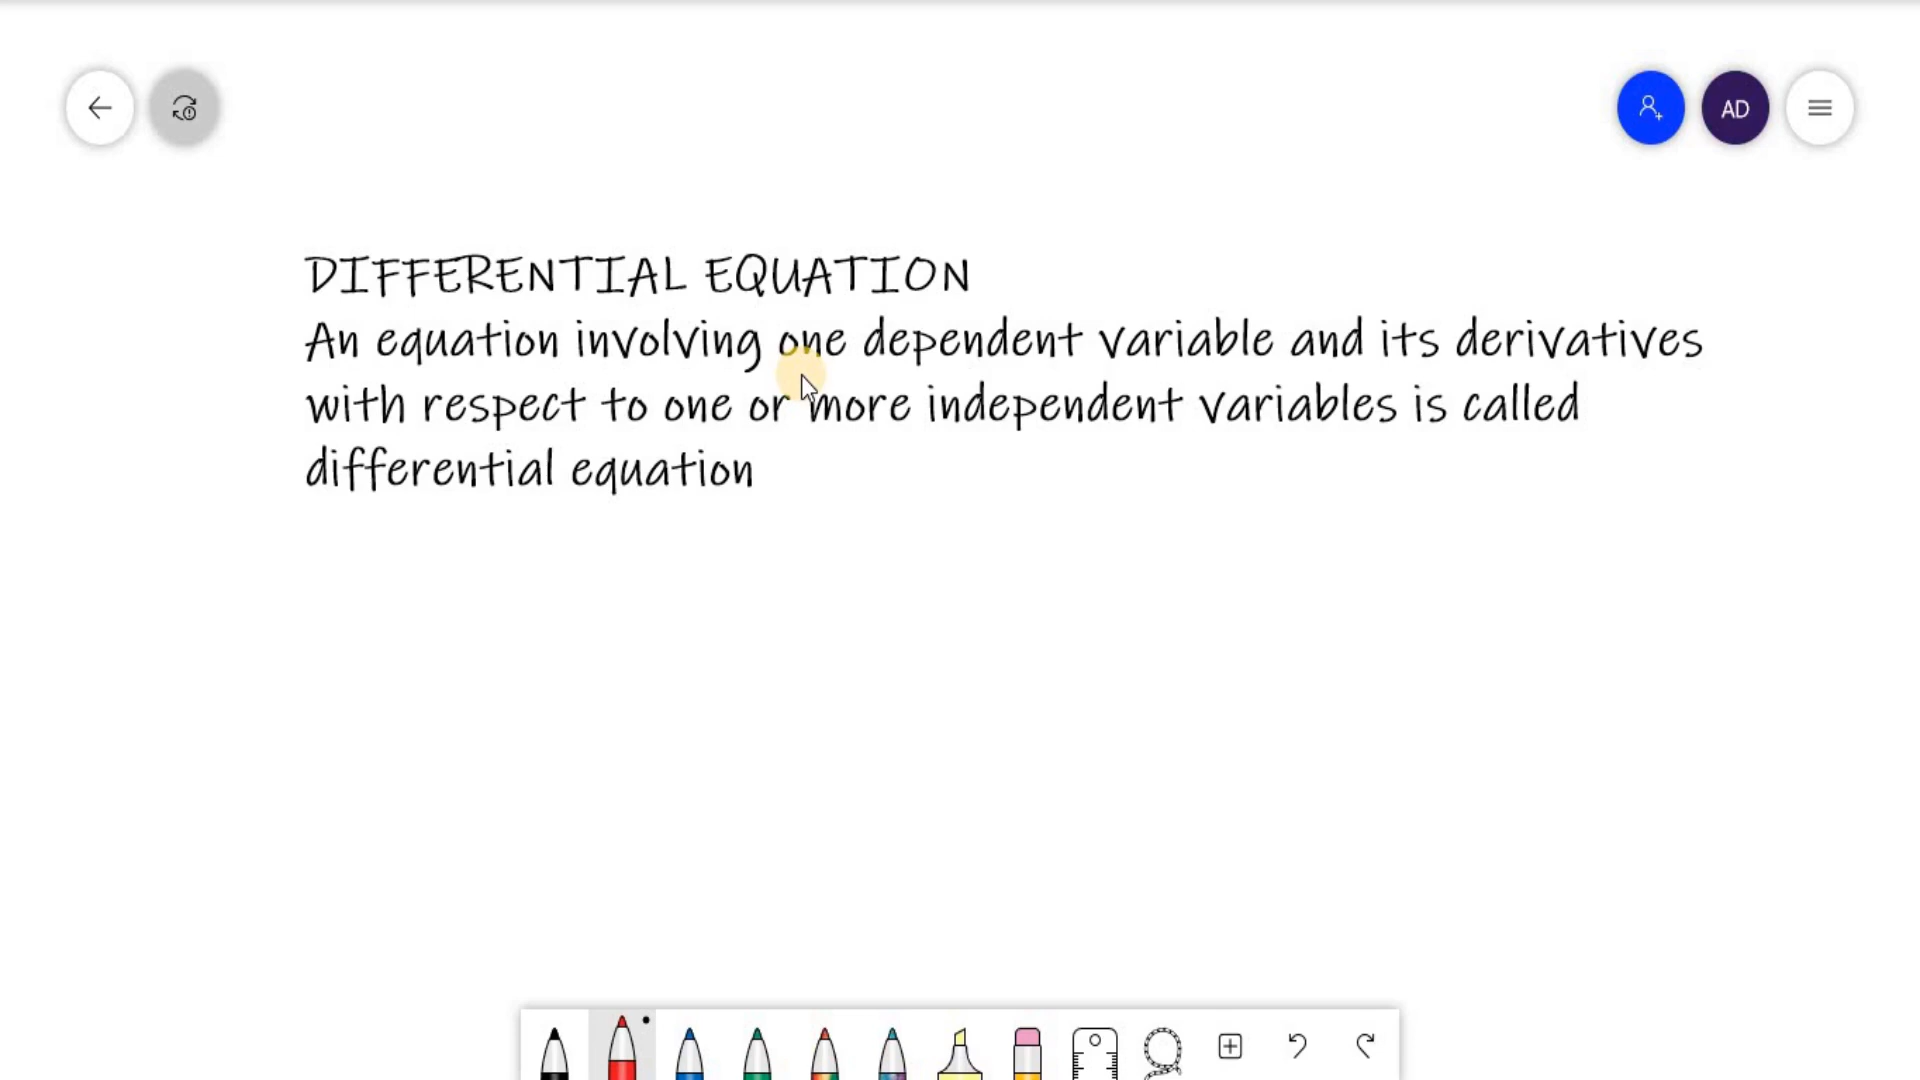 AD
DIFFERENTIAL EQUATION
An equation involving one dependent variable and its derivatives
with respect to one or more independent variables is called
differential equation